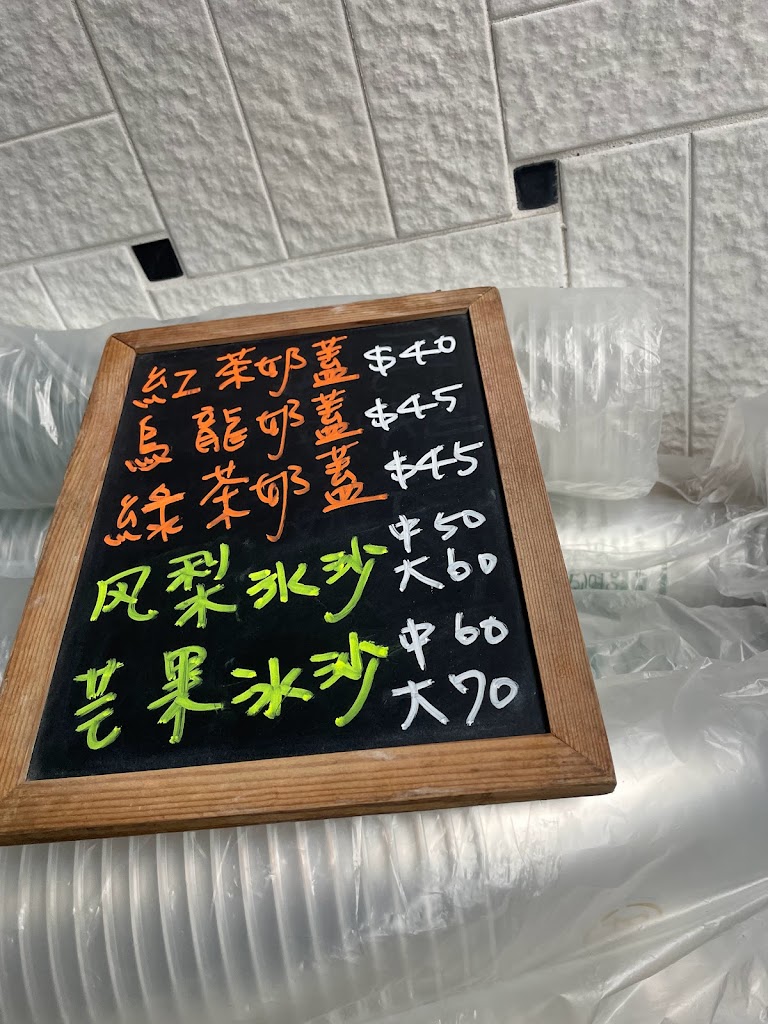 紅茶奶蓋 $40
烏龍奶蓋 $45
綠茶奶蓋 $45
风梨冰沙 中50
大60
芒果冰沙 中60
大70